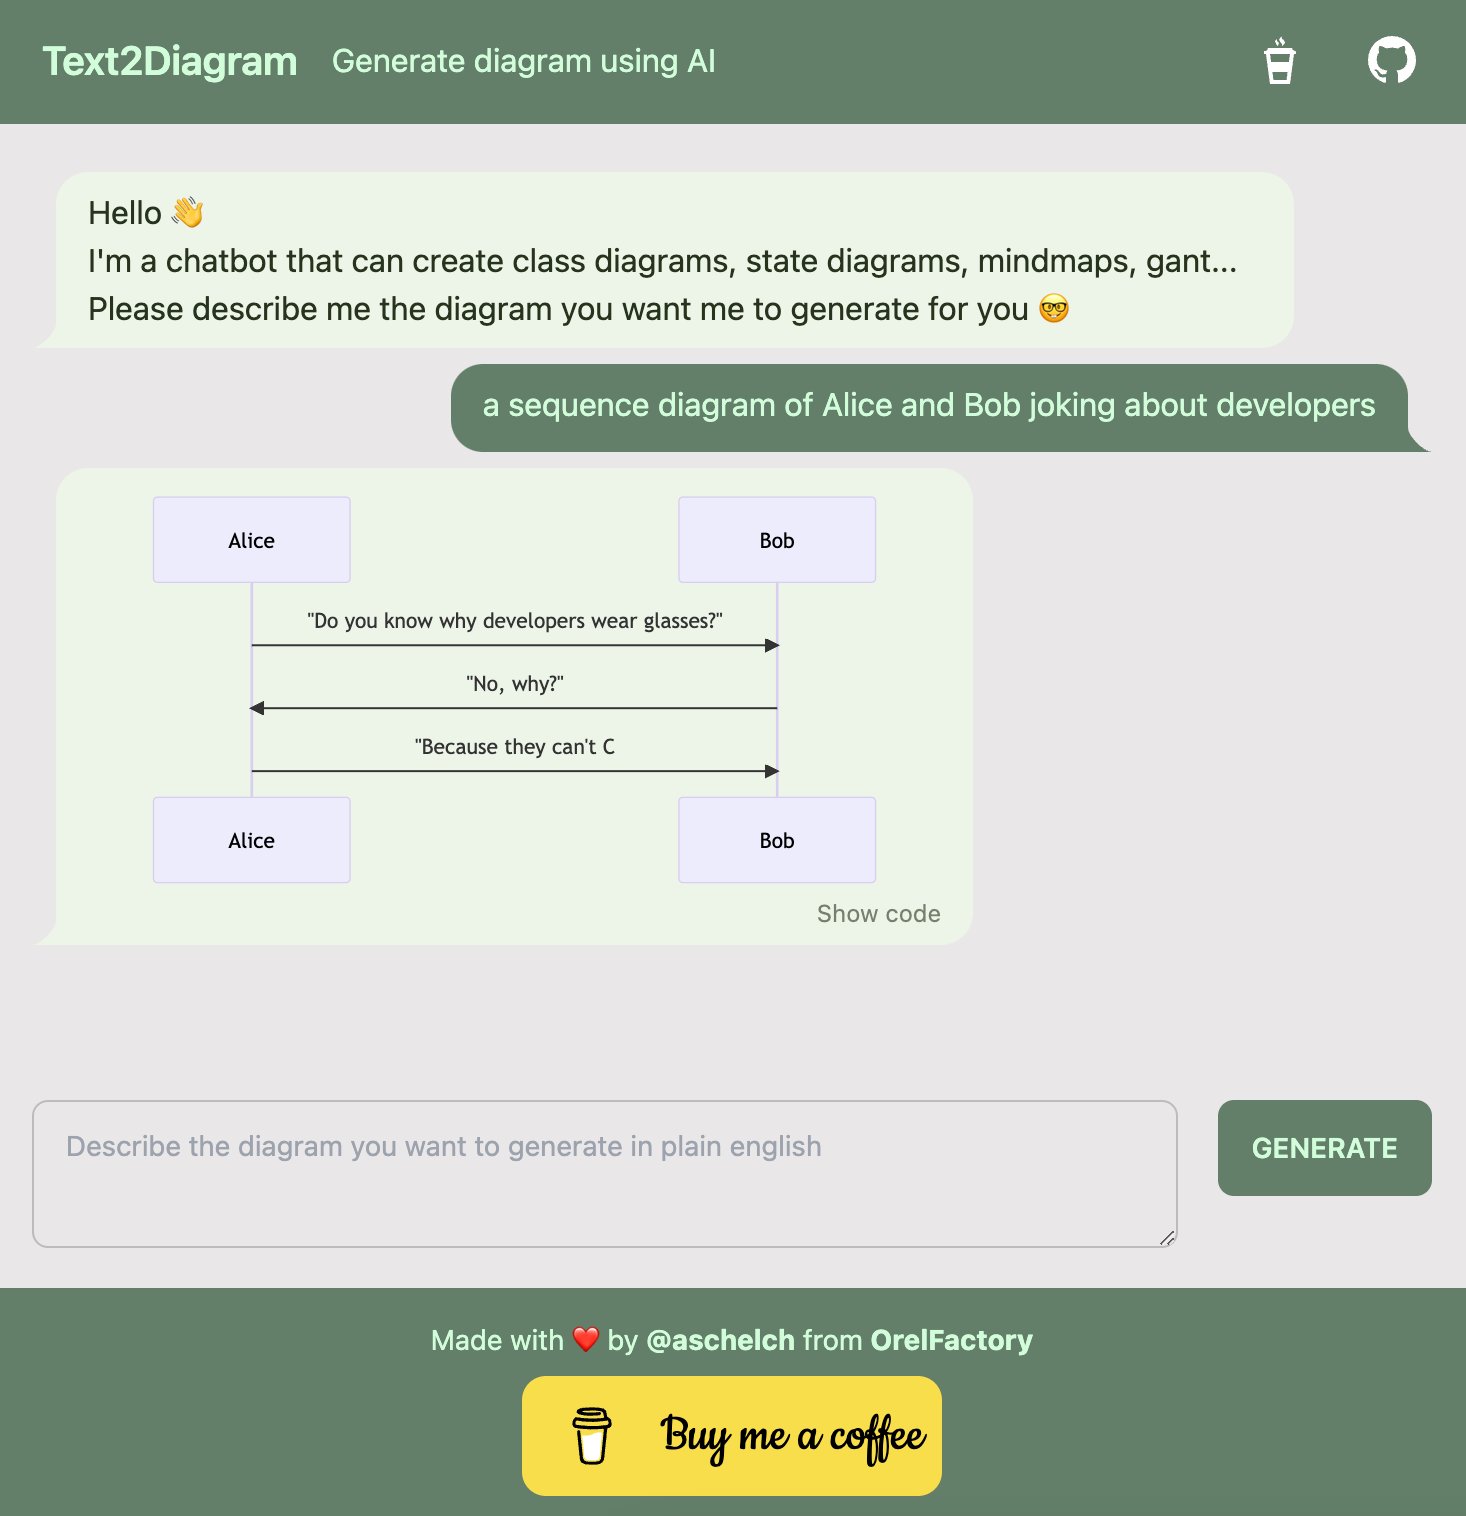 Text2Diagram Generate diagram using AI
Hello 👋
I'm a chatbot that can create class diagrams, state diagrams, mindmaps, gant...
Please describe me the diagram you want me to generate for you 🤓
a sequence diagram of Alice and Bob joking about developers
Alice Bob
"Do you know why developers wear glasses?"
"No, why?"
"Because they can't C
Alice Bob
Show code
Describe the diagram you want to generate in plain english
GENERATE
Made with ❤️ by @aschelch from OrelFactory
Buy me a coffee